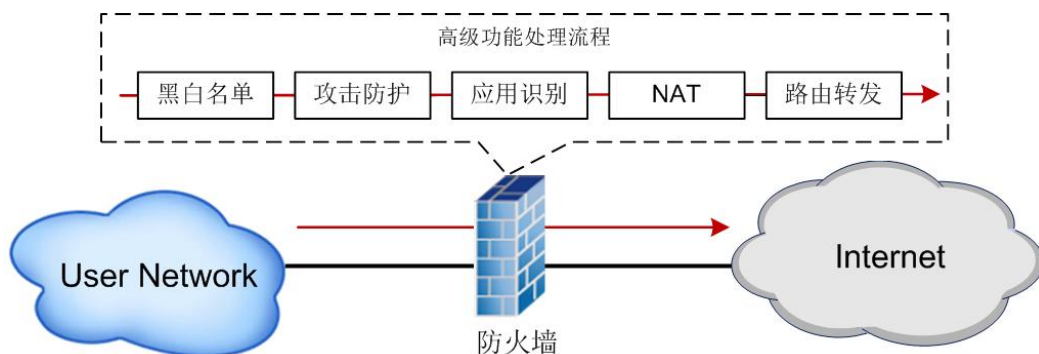 高级功能处理流程
黑白名单 攻击防护 应用识别 NAT 路由转发
User Network
Internet
防火墙